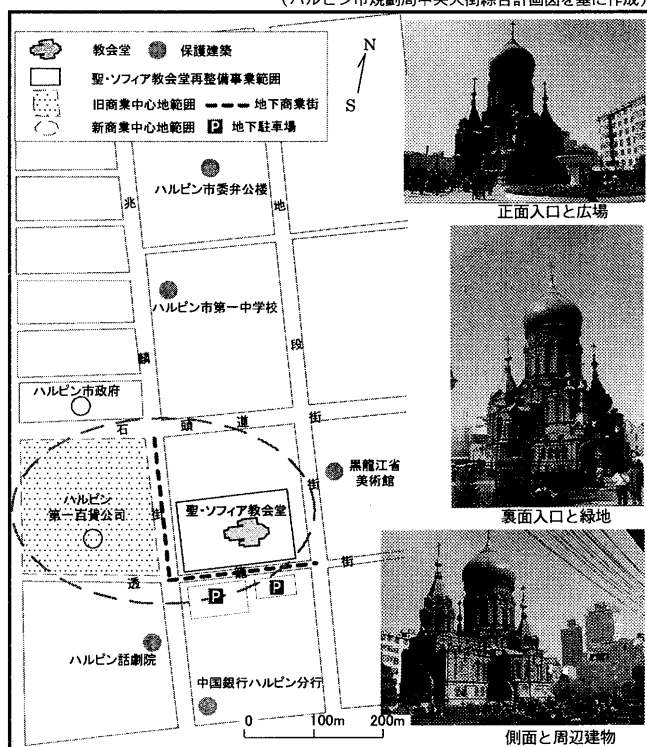 (ハルピン市規劃局中央大街綜合計画図を基に作成)
教会堂 保護建築
聖・ソフィア教会堂再整備事業範囲
旧商業中心地範囲 地下商業街
新商業中心地範囲 P 地下駐車場
N
S
正面入口と広場
ハルピン市委弁公楼
兆
地
ハルピン市第一中学校
麟
段
ハルピン市政府
石頭道街
街
黒龍江省
美術館
裏面入口と緑地
ハルピン
第一百貨公司
街
聖・ソフィア教会堂
透
街
P
P
ハルピン話劇院
中国銀行ハルピン分行
0 100m 200m
側面と周辺建物